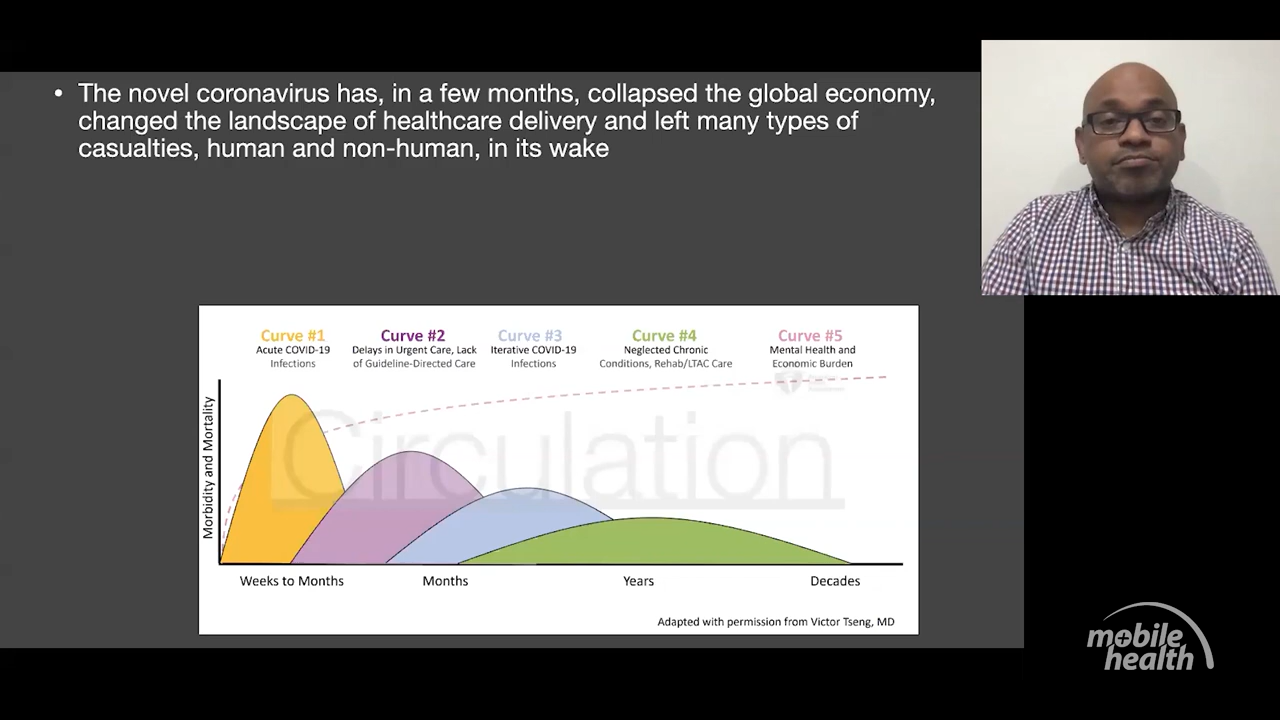 • The novel coronavirus has, in a few months, collapsed the global economy,
changed the landscape of healthcare delivery and left many types of
casualties, human and non-human, in its wake
Curve #1
Acute COVID-19
Infections
Curve #2
Delays in Urgent Care, Lack
of Guideline-Directed Care
Curve #3
Iterative COVID-19
Infections
Curve #4
Neglected Chronic
Conditions, Rehab/LTAC Care
Curve #5
Mental Health and
Economic Burden
Morbidity and Mortality
Circulation
Weeks to Months
Months
Years
Decades
Adapted with permission from Victor Tseng, MD
mobile
health